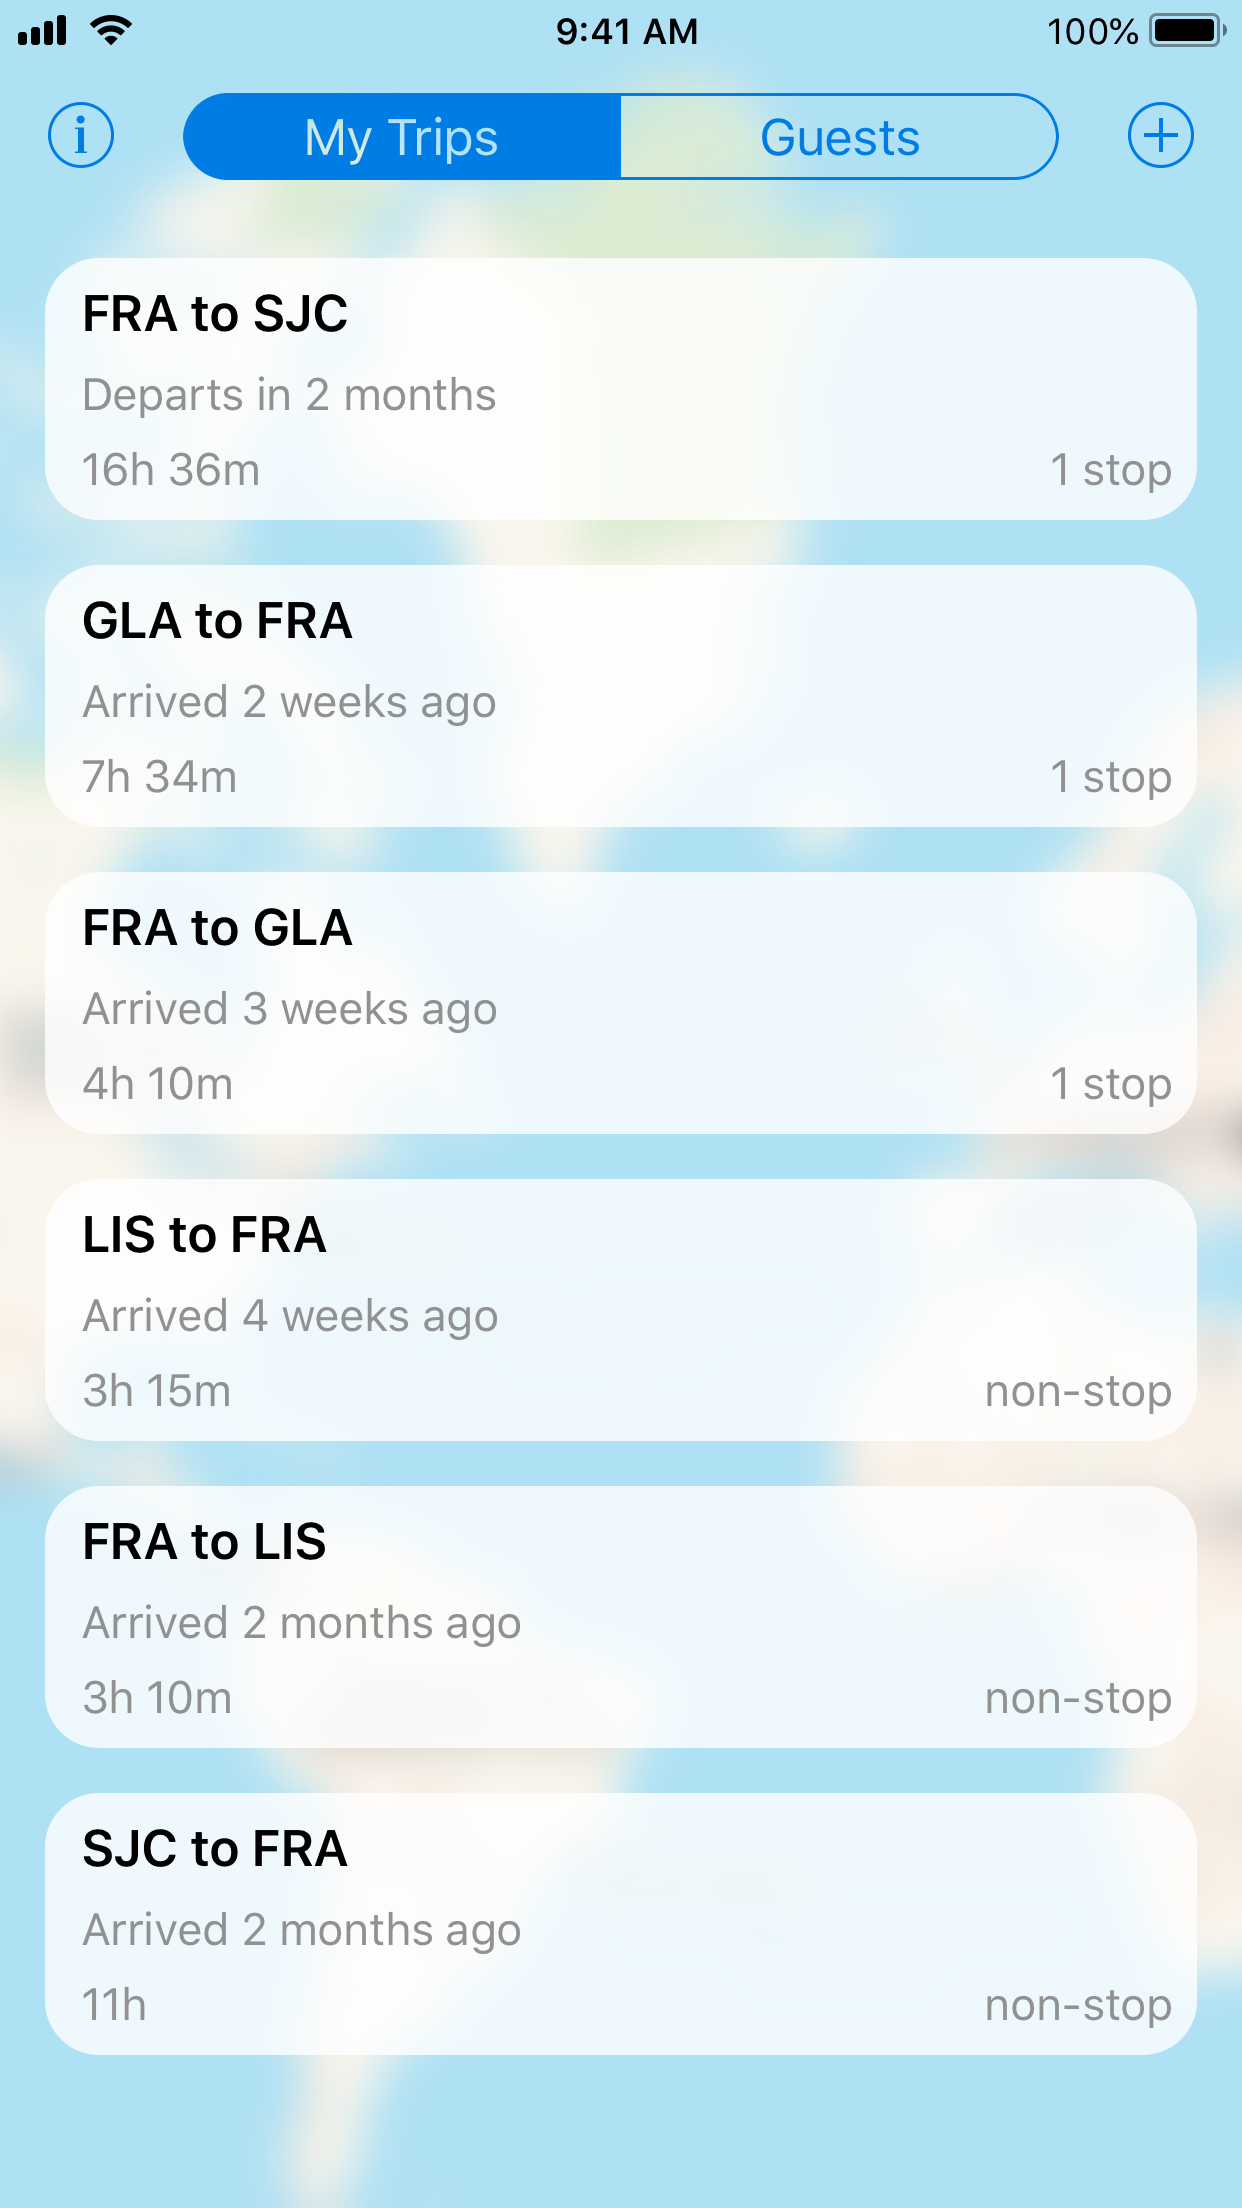 9:41 AM 100%
i My Trips Guests
FRA to SJC
Departs in 2 months
16h 36m 1 stop
GLA to FRA
Arrived 2 weeks ago
7h 34m 1 stop
FRA to GLA
Arrived 3 weeks ago
4h 10m 1 stop
LIS to FRA
Arrived 4 weeks ago
3h 15m non-stop
FRA to LIS
Arrived 2 months ago
3h 10m non-stop
SJC to FRA
Arrived 2 months ago
11h non-stop